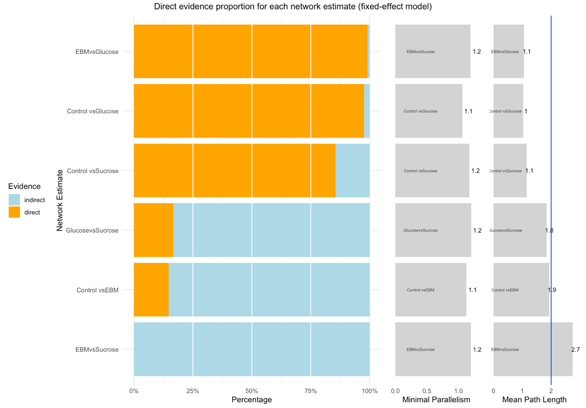 Direct evidence proportion for each network estimate (fixed-effect model)
EBMvsGlucose
EBMvsGlucose
1.2
EBMvsGlucose
1.1
Control vsGlucose
Control vsGlucose
1.1
Control vsGlucose
1
Control vsSucrose
Control vsSucrose
1.2
Control vsSucrose
1.1
Evidence
indirect
direct
Network Estimate
GlucosevsSucrose
GlucosevsSucrose
1.2
GlucosevsSucrose
1.8
Control vsEBM
Control vsEBM
1.1
Control vsEBM
1.9
EBMvsSucrose
EBMvsSucrose
1.2
EBMvsSucrose
2.7
0% 25% 50% 75% 100%
0.0 0.5 1.0
0 1 2
Percentage
Minimal Parallelism
Mean Path Length